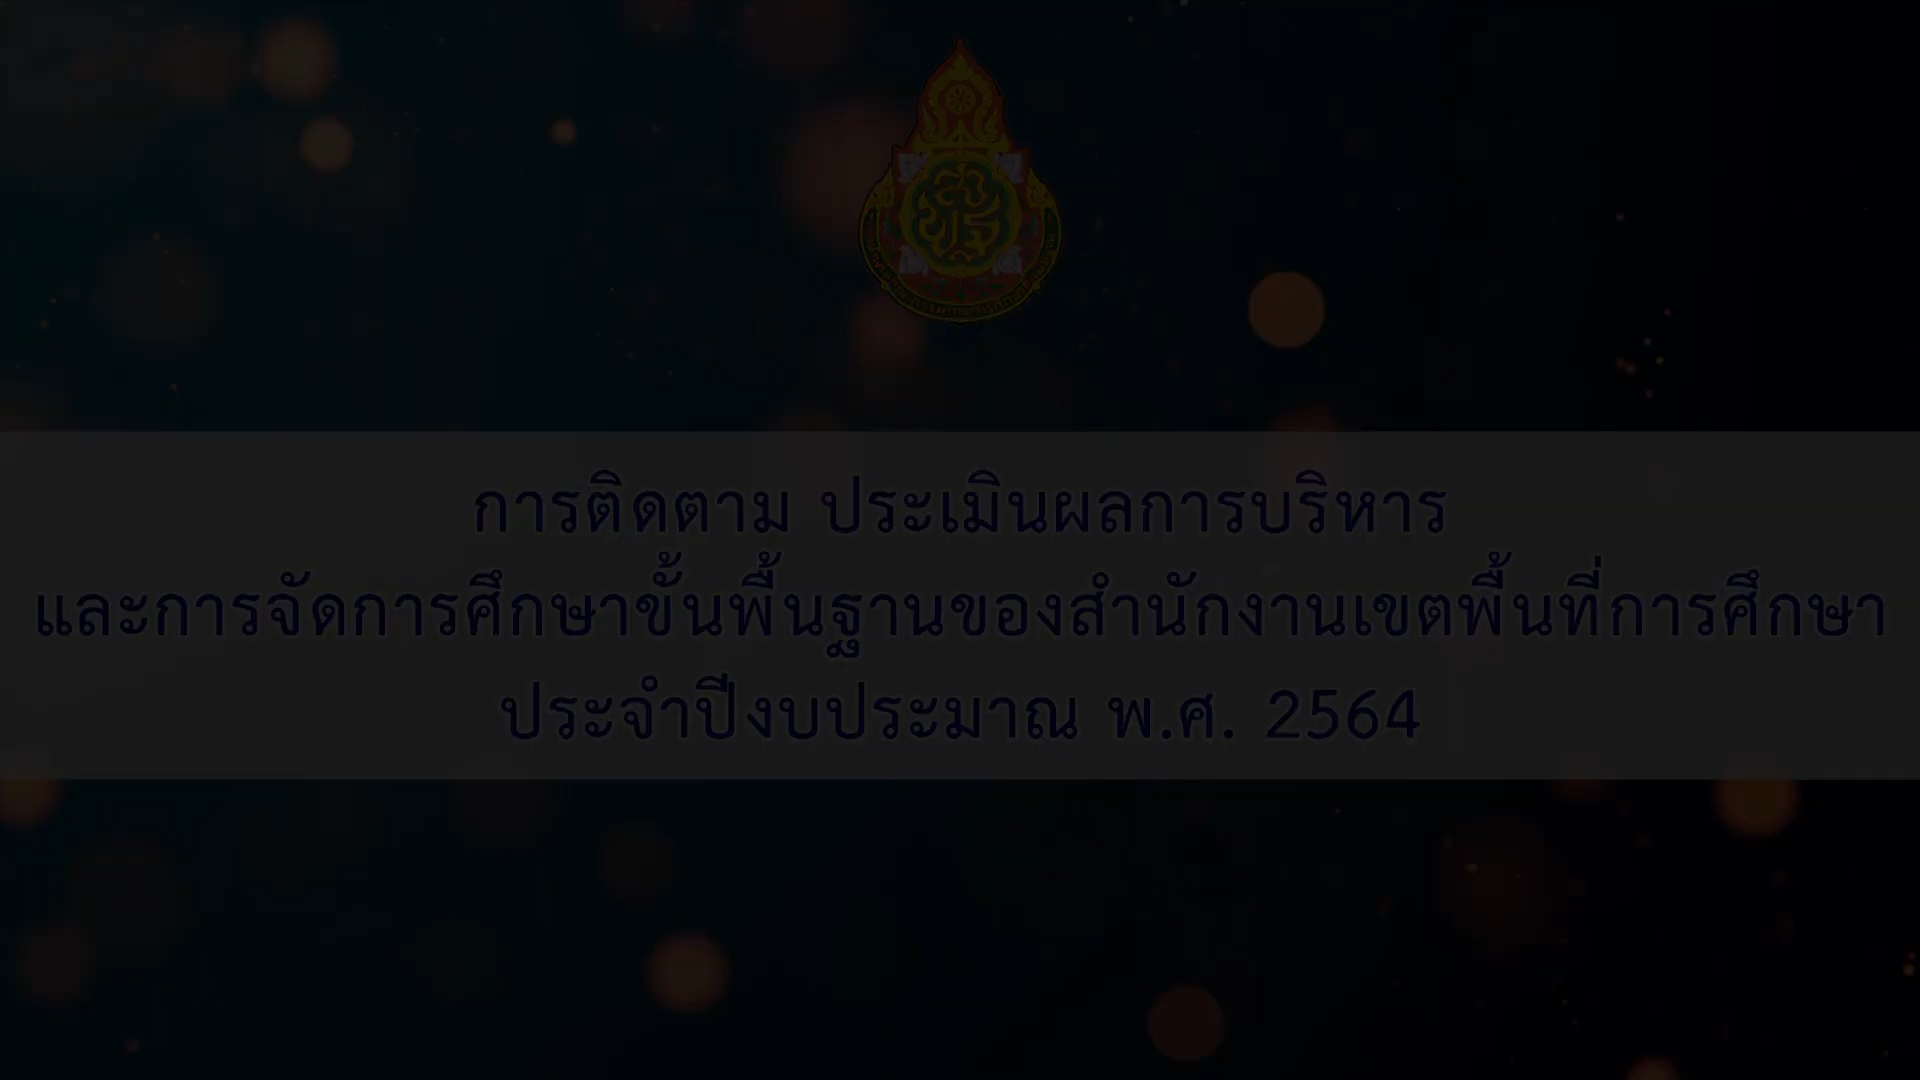 การติดตาม ประเมินผลการบริหาร
และการจัดการศึกษาขั้นพื้นฐานของสำนักงานเขตพื้นที่การศึกษา
ประจำปีงบประมาณ พ.ศ. 2564